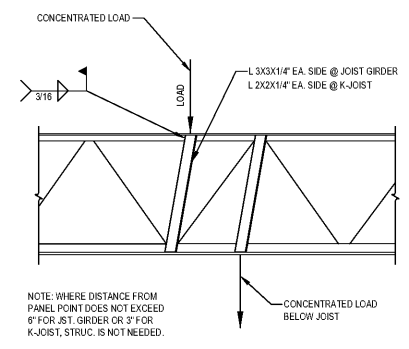 CONCENTRATED LOAD
LOAD
L 3X3X1/4" EA. SIDE @ JOIST GIRDER
L 2X2X1/4" EA. SIDE @ K-JOIST
3/16
NOTE: WHERE DISTANCE FROM
PANEL POINT DOES NOT EXCEED
6" FOR JST. GIRDER OR 3" FOR
K-JOIST, STRUC. IS NOT NEEDED.
CONCENTRATED LOAD
BELOW JOIST